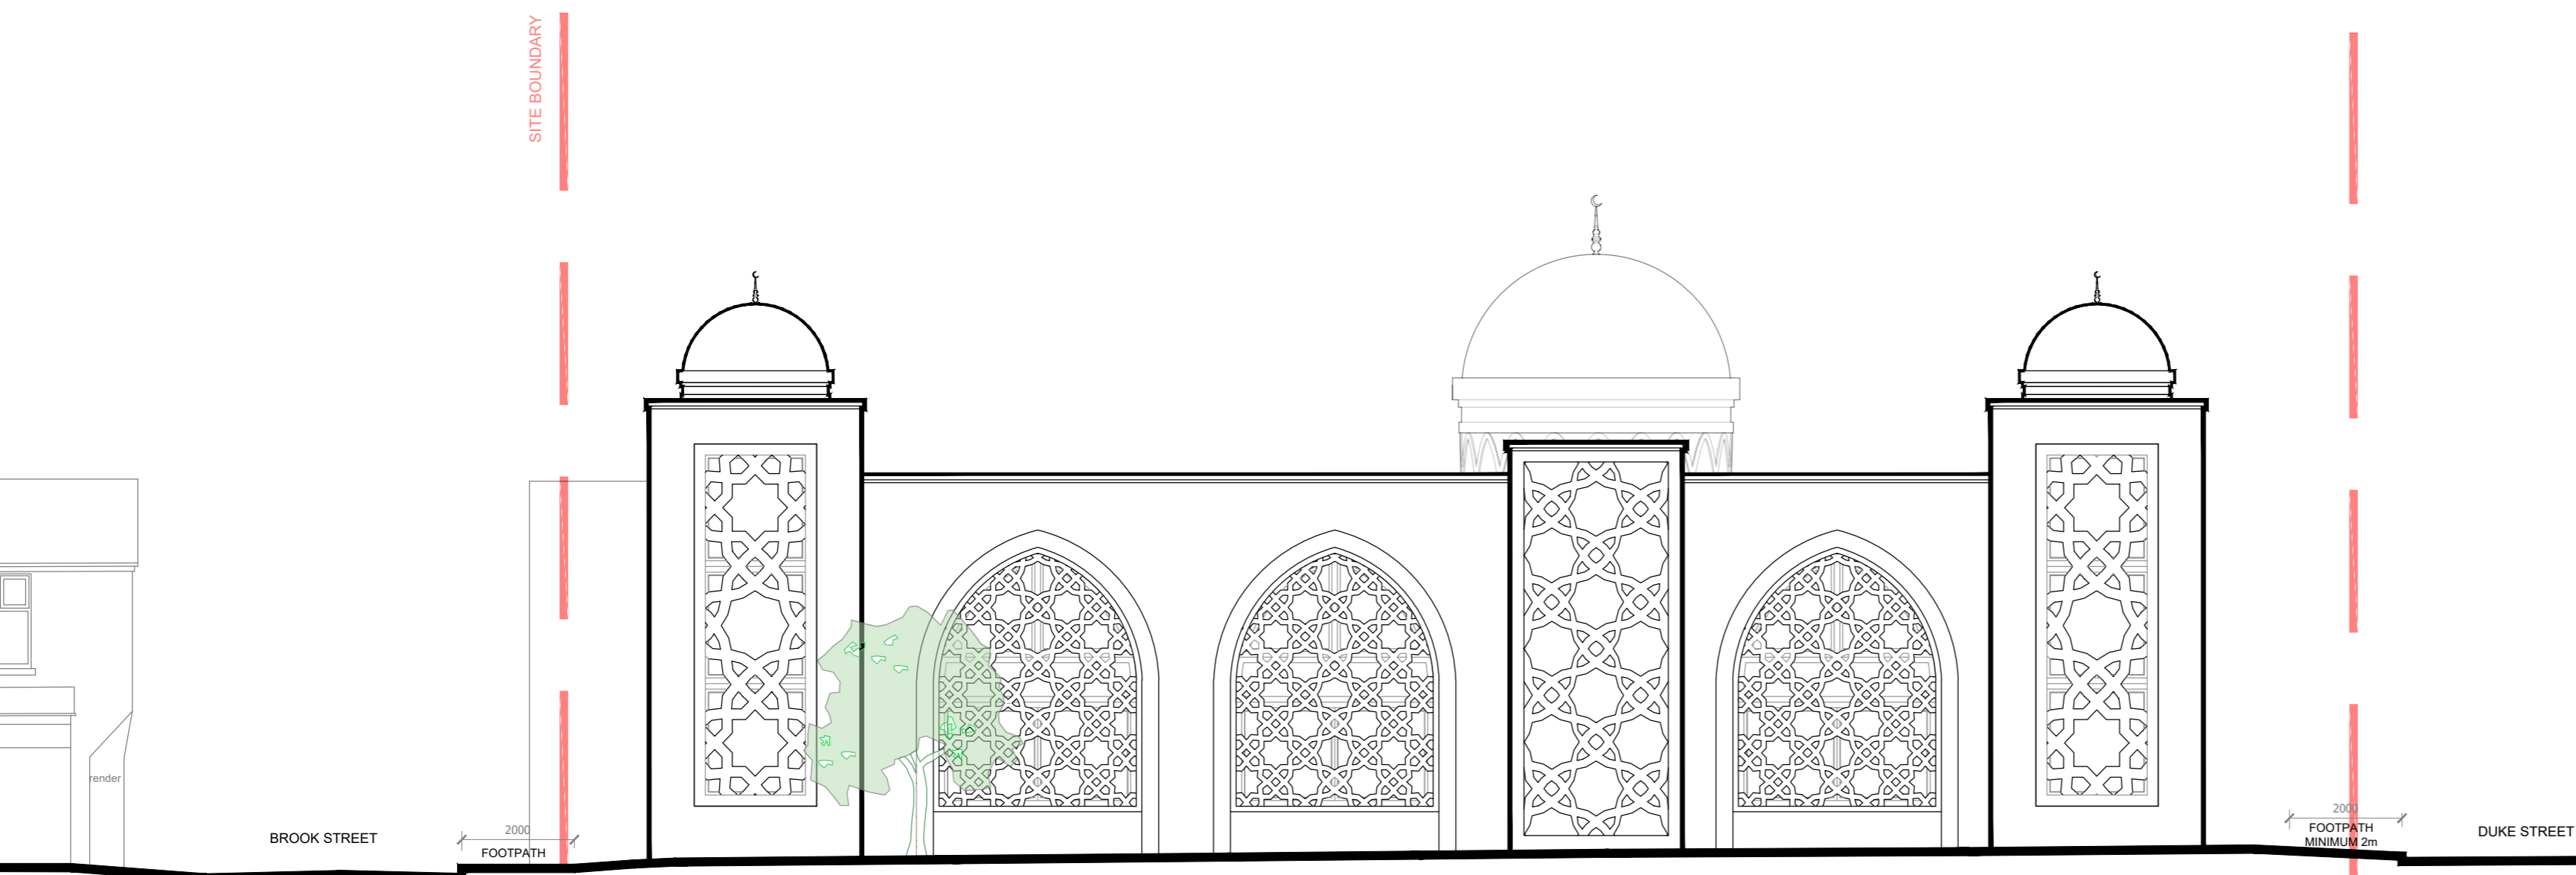 SITE BOUNDARY
render
BROOK STREET
2000
FOOTPATH
2000
FOOTPATH
MINIMUM 2m
DUKE STREET